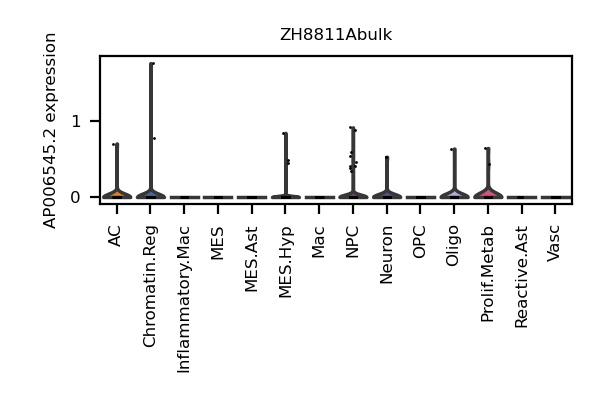 ZH8811Abulk
AP006545.2 expression
1
0
AC
Chromatin.Reg
Inflammatory.Mac
MES
MES.Ast
MES.Hyp
Mac
NPC
Neuron
OPC
Oligo
Prolif.Metab
Reactive.Ast
Vasc